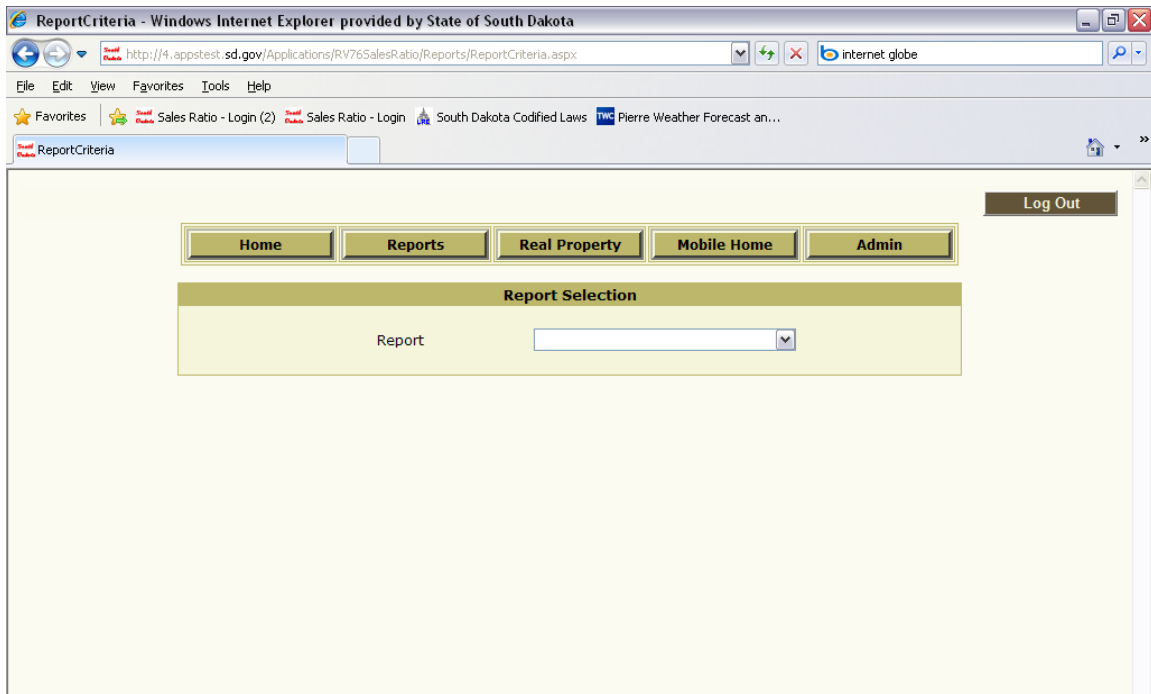 ReportCriteria - Windows Internet Explorer provided by State of South Dakota
http://4.appstest.sd.gov/Applications/RV76SalesRatio/Reports/ReportCriteria.aspx
internet globe
File Edit View Favorites Tools Help
Favorites Sales Ratio - Login (2) Sales Ratio - Login South Dakota Codified Laws TWC Pierre Weather Forecast an...
ReportCriteria »
Log Out
Home Reports Real Property Mobile Home Admin
Report Selection
Report